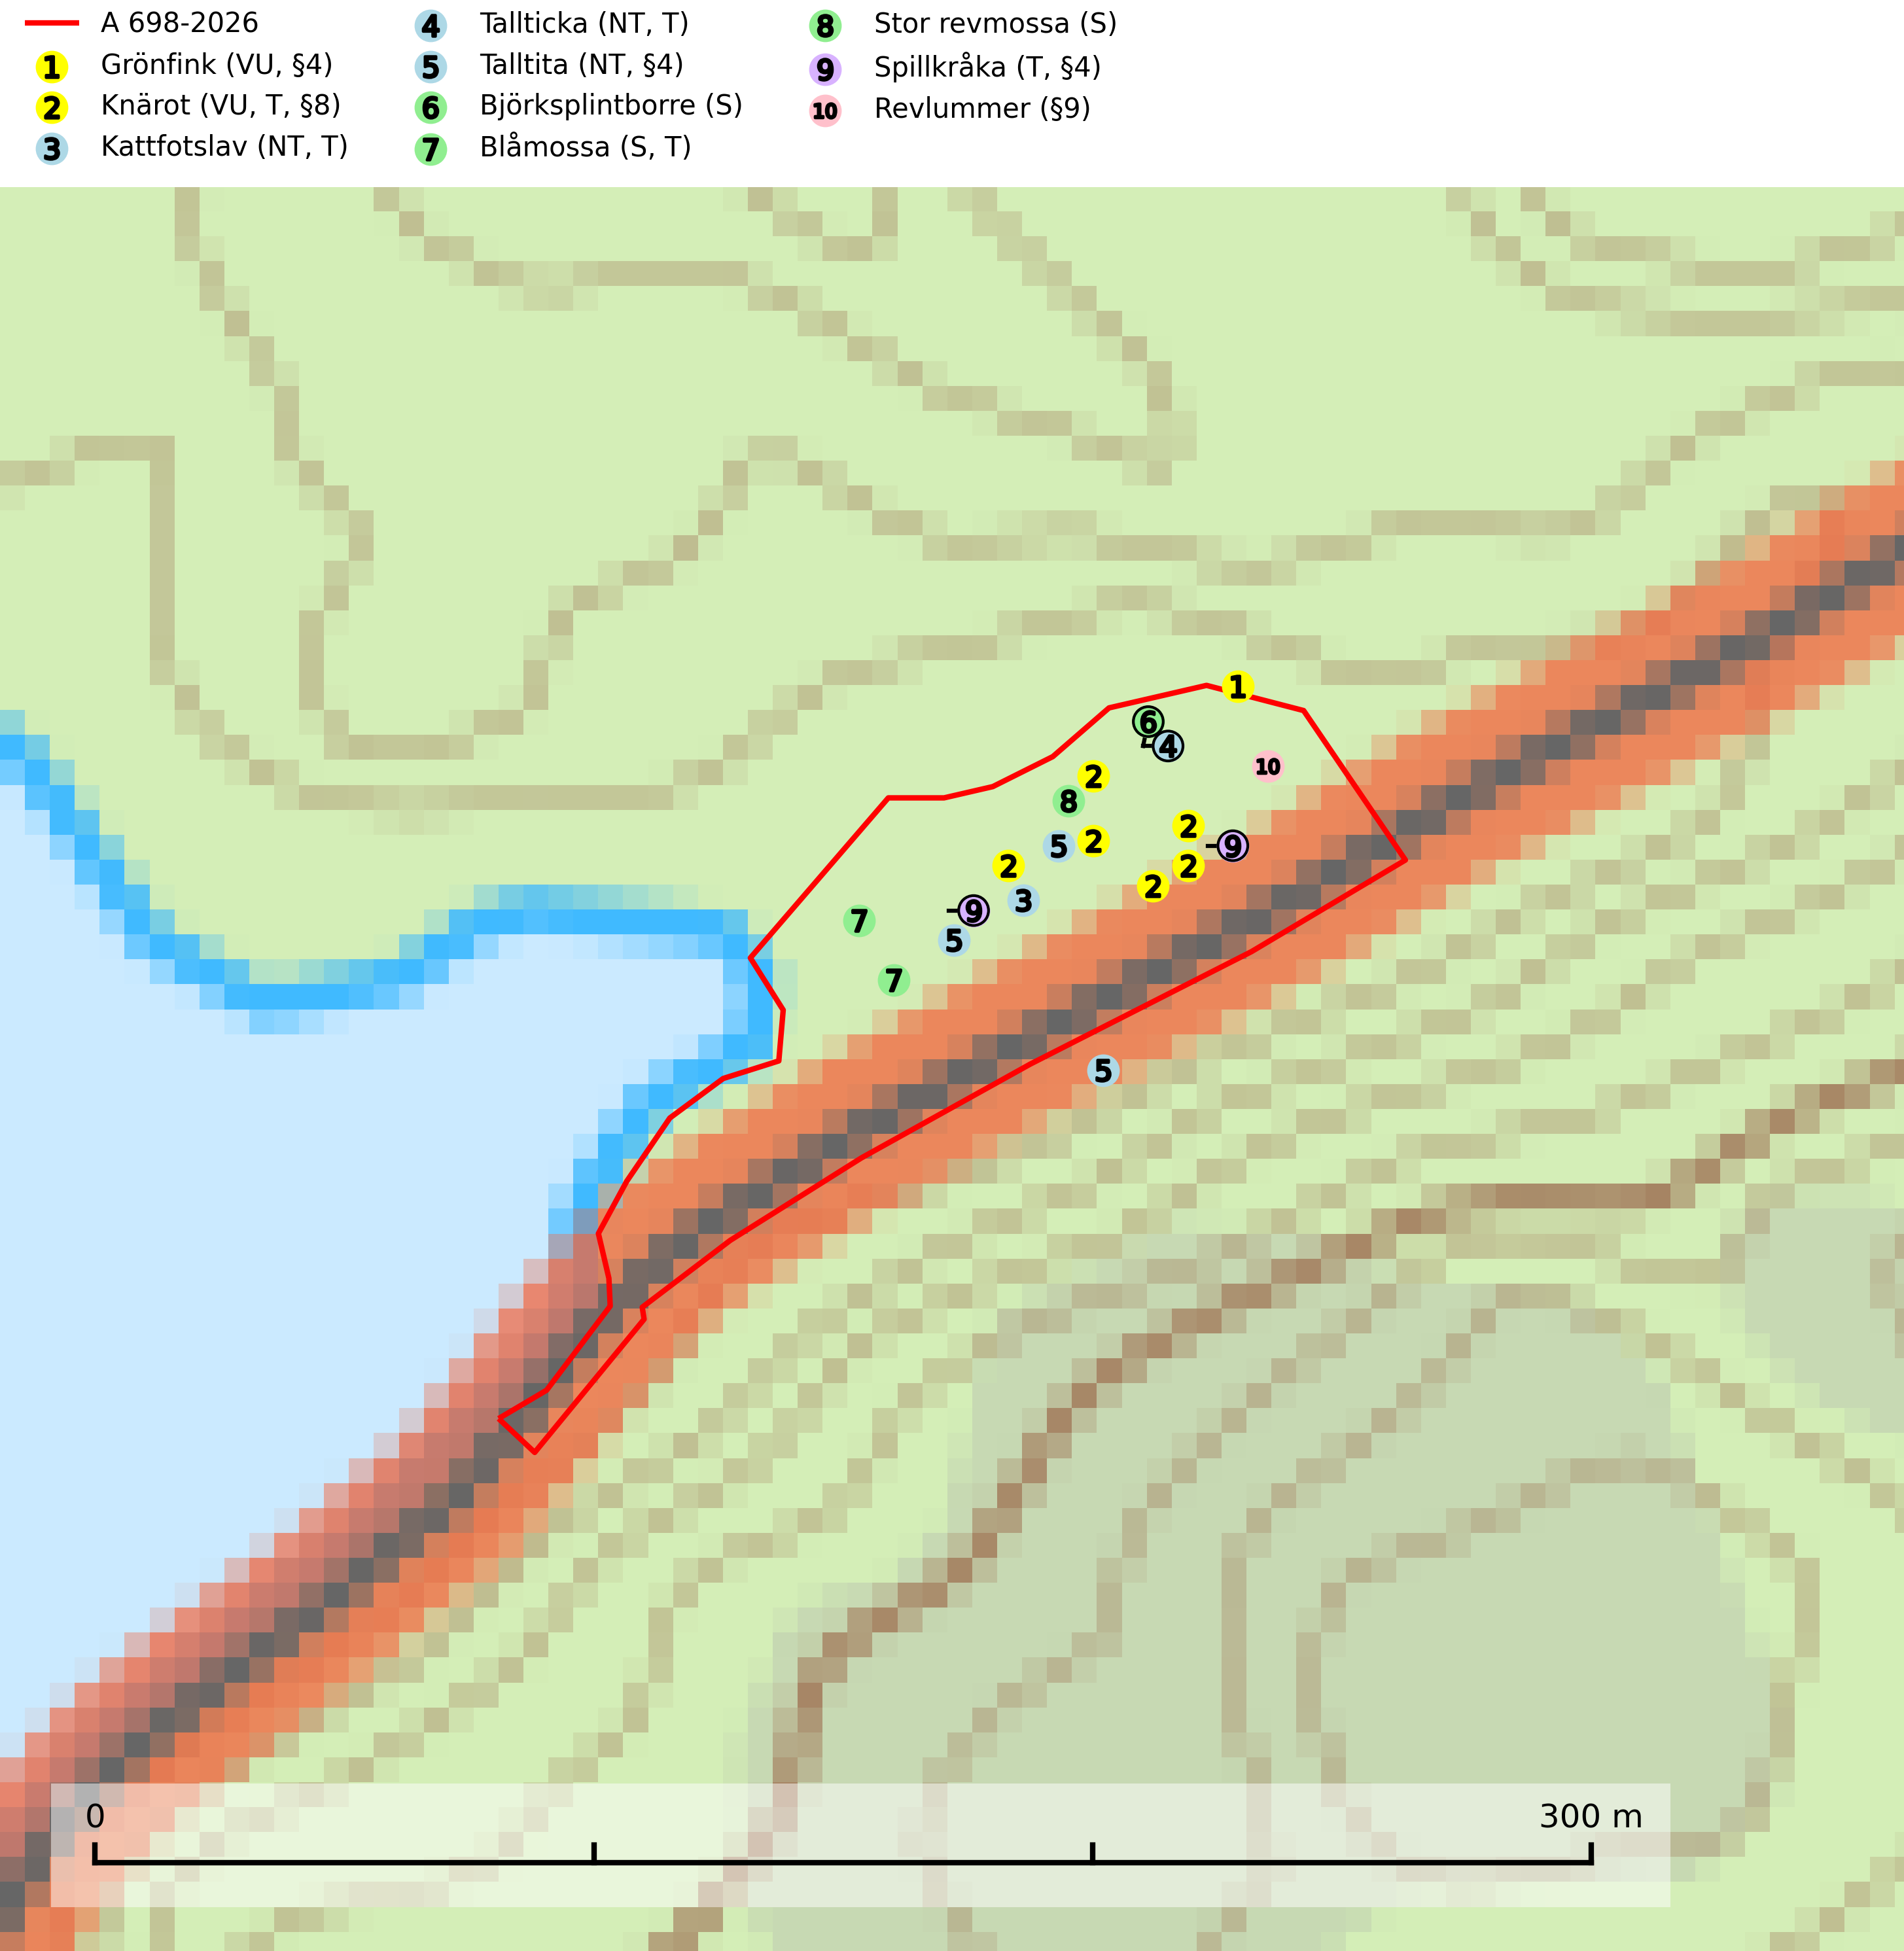 A 698-2026
1 Grönfink (VU, §4)
2 Knärot (VU, T, §8)
3 Kattfotslav (NT, T)
4 Tallticka (NT, T)
5 Talltita (NT, §4)
6 Björksplintborre (S)
7 Blåmossa (S, T)
8 Stor revmossa (S)
9 Spillkråka (T, §4)
10 Revlummer (§9)
1
6
4
10
2
8
2
9
5
2
2
2
2
3
9
7
5
7
5
0 300 m